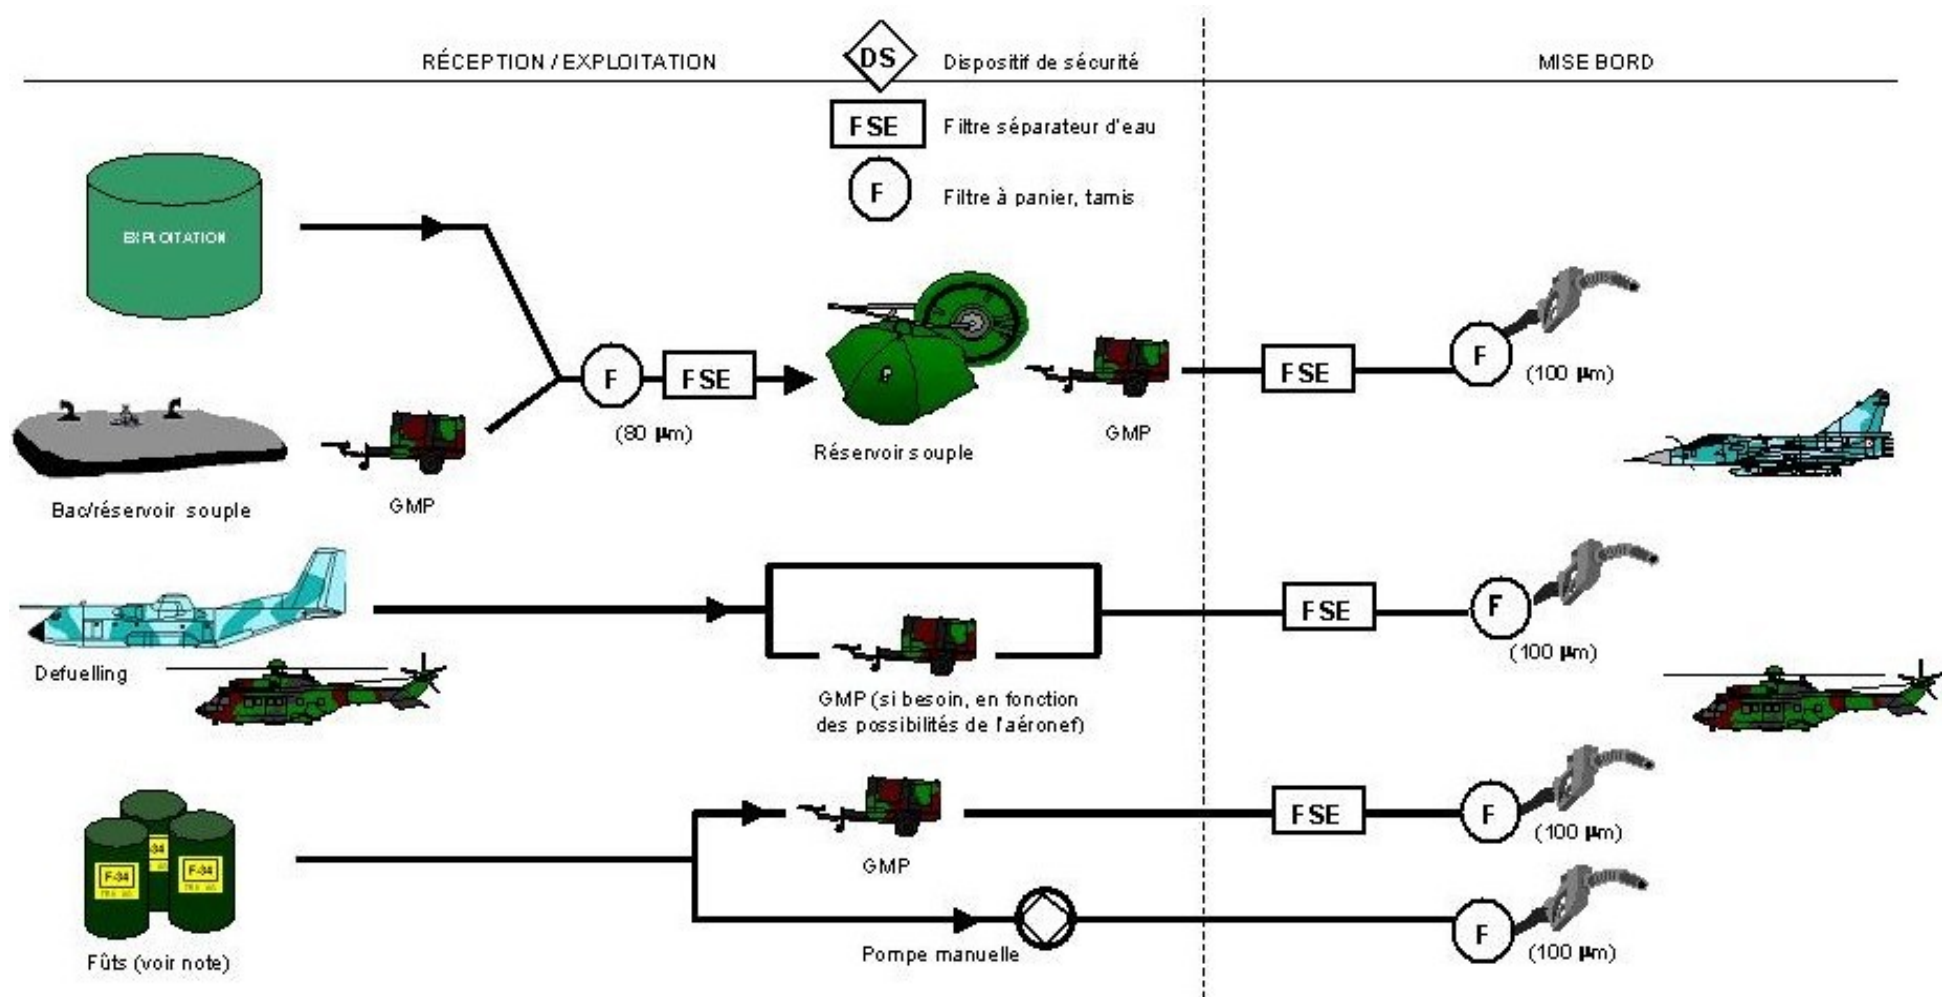 RÉCEPTION / EXPLOITATION
DS
Dispositif de sécurité
MISE BORD
FSE
Filtre séparateur d'eau
F
Filtre à panier, tamis
EXPLOITATION
F
FSE
(80 µm)
P
Réservoir souple
GMP
FSE
F
(100 µm)
Bac/réservoir souple
GMP
Defuelling
GMP (si besoin, en fonction
des possibilités de l'aéronef)
FSE
F
(100 µm)
F-34
F-34
Fûts (voir note)
GMP
FSE
F
(100 µm)
Pompe manuelle
F
(100 µm)